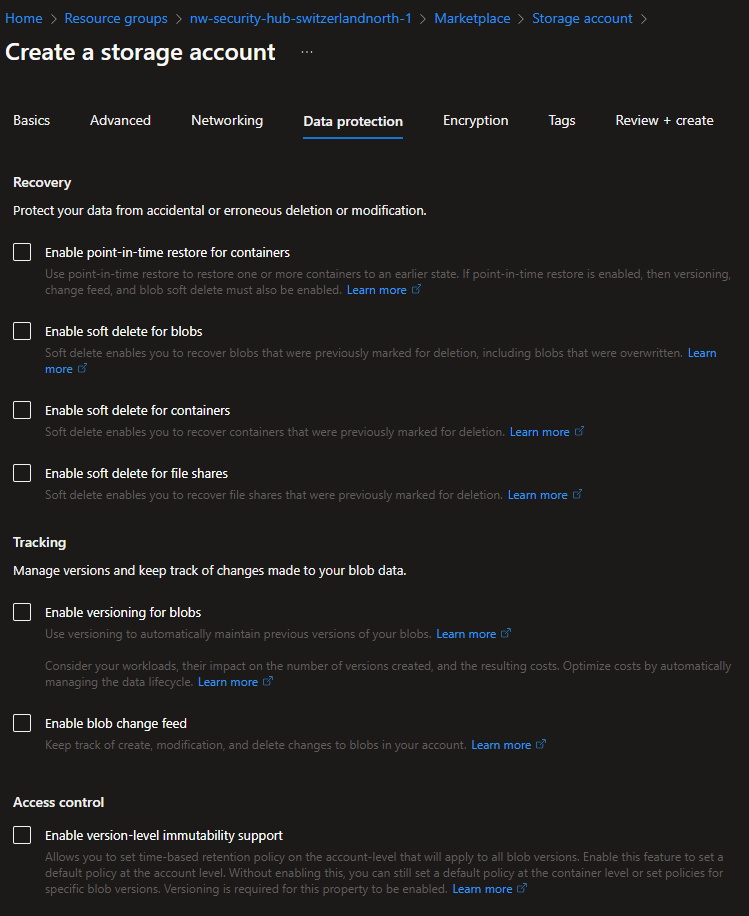 Home > Resource groups > nw-security-hub-switzerlandnorth-1 > Marketplace > Storage account >
Create a storage account ...
Basics Advanced Networking Data protection Encryption Tags Review + create
Recovery
Protect your data from accidental or erroneous deletion or modification.
Enable point-in-time restore for containers
Use point-in-time restore to restore one or more containers to an earlier state. If point-in-time restore is enabled, then versioning,
change feed, and blob soft delete must also be enabled. Learn more
Enable soft delete for blobs
Soft delete enables you to recover blobs that were previously marked for deletion, including blobs that were overwritten. Learn
more
Enable soft delete for containers
Soft delete enables you to recover containers that were previously marked for deletion. Learn more
Enable soft delete for file shares
Soft delete enables you to recover file shares that were previously marked for deletion. Learn more
Tracking
Manage versions and keep track of changes made to your blob data.
Enable versioning for blobs
Use versioning to automatically maintain previous versions of your blobs. Learn more
Consider your workloads, their impact on the number of versions created, and the resulting costs. Optimize costs by automatically
managing the data lifecycle. Learn more
Enable blob change feed
Keep track of create, modification, and delete changes to blobs in your account. Learn more
Access control
Enable version-level immutability support
Allows you to set time-based retention policy on the account-level that will apply to all blob versions. Enable this feature to set a
default policy at the account level. Without enabling this, you can still set a default policy at the container level or set policies for
specific blob versions. Versioning is required for this property to be enabled. Learn more